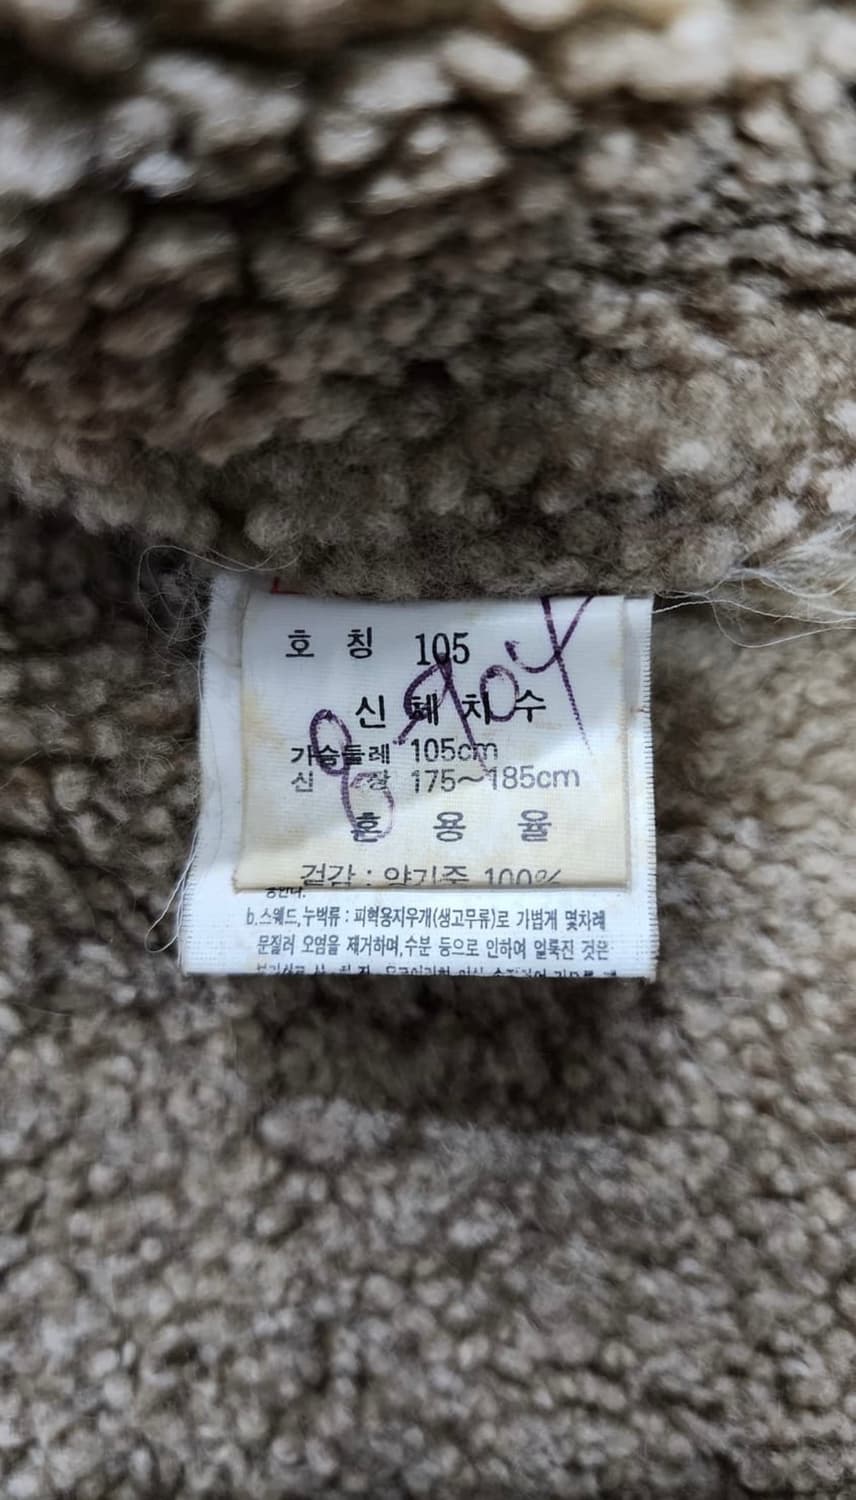 호 칭 105
신 체 치 수
가슴둘레 105cm
신 장 175~185cm
혼 용 율
겉감 : 양가죽 100%
b.스웨드,누벅류 : 피혁용지우개(생고무류)로 가볍게 몇차례
문질러 오염을 제거하며,수분 등으로 인하여 얼룩진 것은